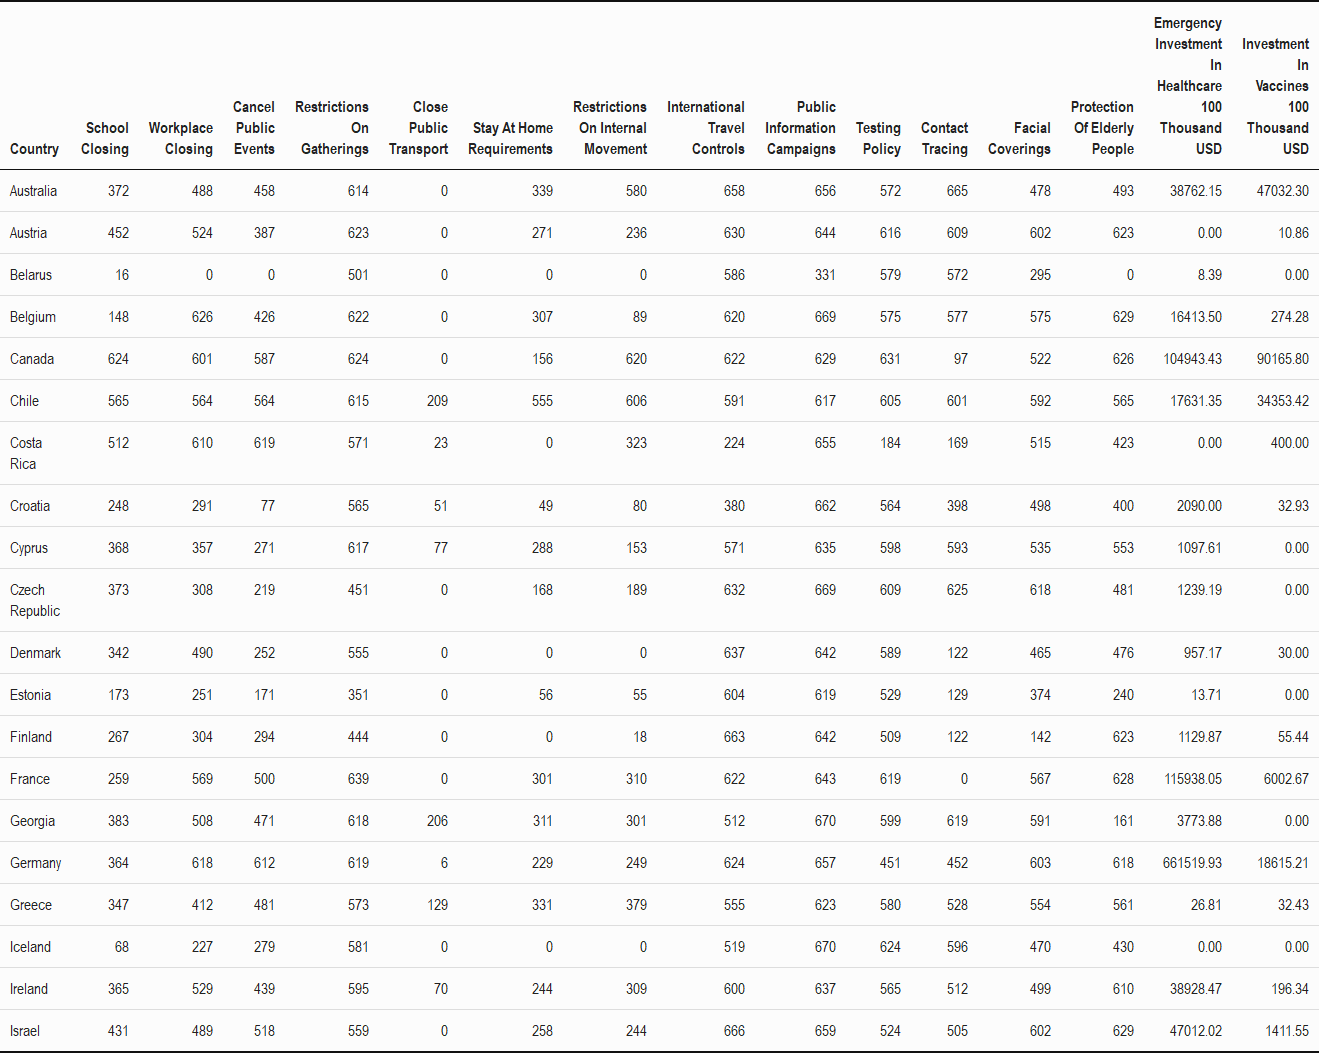 Country School Closing Workplace Closing Cancel Public Events Restrictions On Gatherings Close Public Transport Stay At Home Requirements Restrictions On Internal Movement International Travel Controls Public Information Campaigns Testing Policy Contact Tracing Facial Coverings Protection Of Elderly People Emergency Investment In Healthcare 100 Thousand USD Investment In Vaccines 100 Thousand USD
Australia 372 488 458 614 0 339 580 658 656 572 665 478 493 38762.15 47032.30
Austria 452 524 387 623 0 271 236 630 644 616 609 602 623 0.00 10.86
Belarus 16 0 0 501 0 0 0 586 331 579 572 295 0 8.39 0.00
Belgium 148 626 426 622 0 307 89 620 669 575 577 575 629 16413.50 274.28
Canada 624 601 587 624 0 156 620 622 629 631 97 522 626 104943.43 90165.80
Chile 565 564 564 615 209 555 606 591 617 605 601 592 565 17631.35 34353.42
Costa Rica 512 610 619 571 23 0 323 224 655 184 169 515 423 0.00 400.00
Croatia 248 291 77 565 51 49 80 380 662 564 398 498 400 2090.00 32.93
Cyprus 368 357 271 617 77 288 153 571 635 598 593 535 553 1097.61 0.00
Czech Republic 373 308 219 451 0 168 189 632 669 609 625 618 481 1239.19 0.00
Denmark 342 490 252 555 0 0 0 637 642 589 122 465 476 957.17 30.00
Estonia 173 251 171 351 0 56 55 604 619 529 129 374 240 13.71 0.00
Finland 267 304 294 444 0 0 18 663 642 509 122 142 623 1129.87 55.44
France 259 569 500 639 0 301 310 622 643 619 0 567 628 115938.05 6002.67
Georgia 383 508 471 618 206 311 301 512 670 599 619 591 161 3773.88 0.00
Germany 364 618 612 619 6 229 249 624 657 451 452 603 618 661519.93 18615.21
Greece 347 412 481 573 129 331 379 555 623 580 528 554 561 26.81 32.43
Iceland 68 227 279 581 0 0 0 519 670 624 596 470 430 0.00 0.00
Ireland 365 529 439 595 70 244 309 600 637 565 512 499 610 38928.47 196.34
Israel 431 489 518 559 0 258 244 666 659 524 505 602 629 47012.02 1411.55